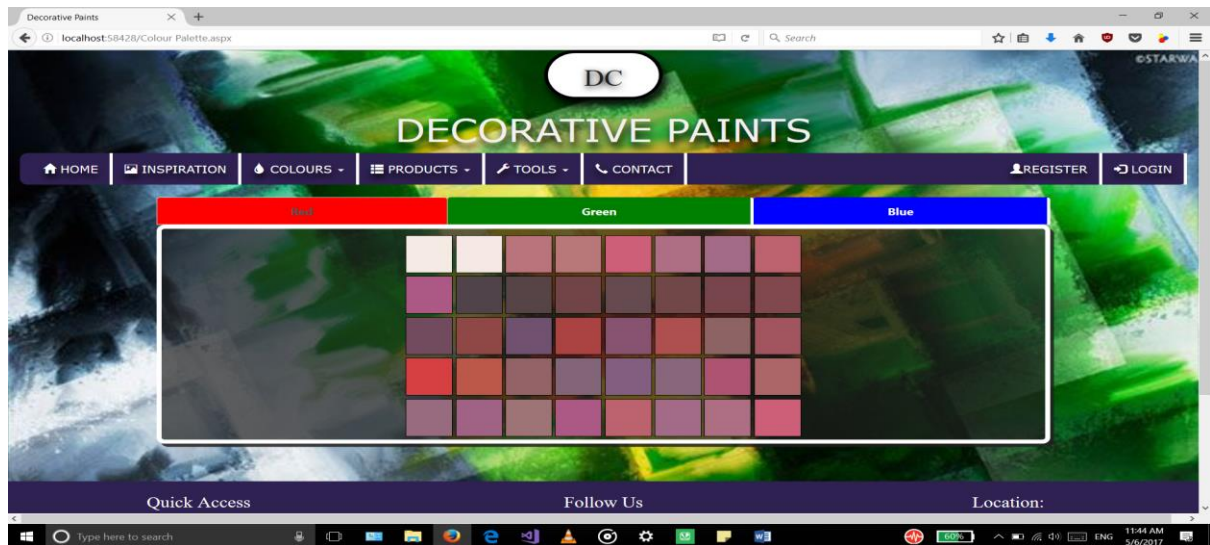 Decorative Paints
localhost:58428/Colour Palette.aspx
Search
©STARWA
DC
DECORATIVE PAINTS
HOME INSPIRATION COLOURS PRODUCTS TOOLS CONTACT REGISTER LOGIN
Red Green Blue
Quick Access Follow Us Location:
Type here to search
60%
ENG
11:44 AM
5/6/2017